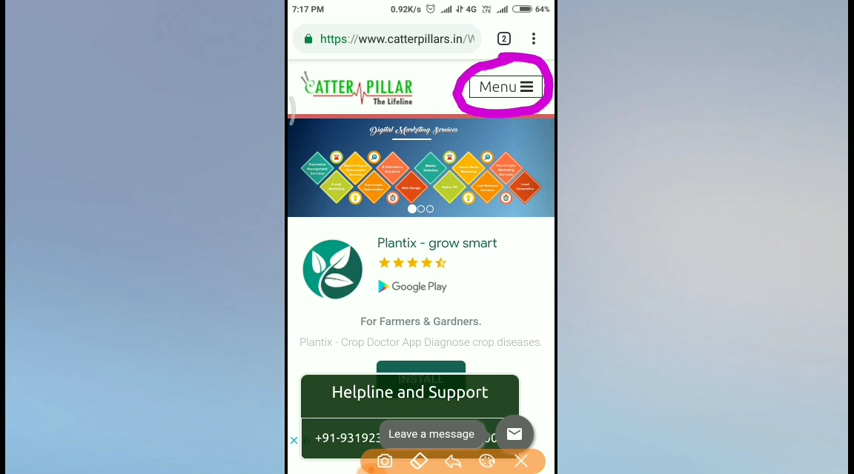 7:17 PM
0.92K/s
4G
64%
https://www.catterpillars.in/W
2
CATTERPILLAR
The Lifeline
Menu
Digital Marketing Services
Plantix - grow smart
Google Play
For Farmers & Gardners.
Plantix - Crop Doctor App Diagnose crop diseases.
INSTALL
Helpline and Support
+91-93192
Leave a message